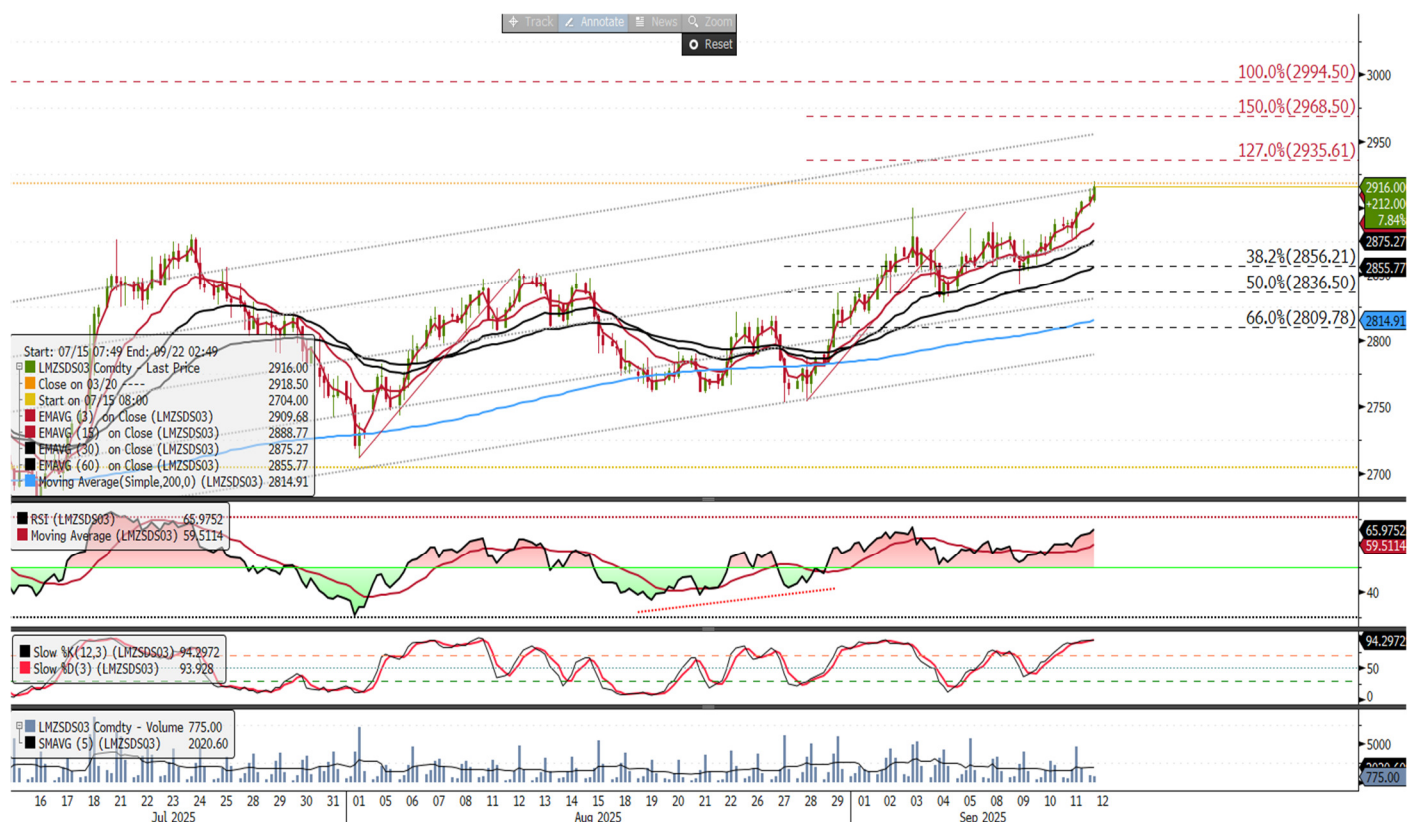 Track Annotate News Zoom
Reset
100.0%(2994.50)
150.0%(2968.50)
127.0%(2935.61)
38.2%(2856.21)
50.0%(2836.50)
66.0%(2809.78)
3000
2950
2916.00
+212.00
7.84%
2875.27
2855.77
2814.91
2800
2750
2700
Start: 07/15 07:49 End: 09/22 02:49
LMZSDS03 Comdty - Last Price 2916.00
Close on 03/20 ---- 2918.50
Start on 07/15 08:00 2704.00
EMAVG (3) on Close (LMZSDS03) 2909.68
EMAVG (15) on Close (LMZSDS03) 2888.77
EMAVG (30) on Close (LMZSDS03) 2875.27
EMAVG (60) on Close (LMZSDS03) 2855.77
Moving Average(Simple,200,0) (LMZSDS03) 2814.91
RSI (LMZSDS03) 65.9752
Moving Average (LMZSDS03) 59.5114
65.9752
59.5114
40
Slow %K(12,3) (LMZSDS03) 94.2972
Slow %D(3) (LMZSDS03) 93.928
94.2972
50
0
LMZSDS03 Comdty - Volume 775.00
SMAVG (5) (LMZSDS03) 2020.60
5000
775.00
16 17 18 21 22 23 24 25 28 29 30 31 01 05 06 07 08 11 12 13 14 15 18 19 20 21 22 26 27 28 29 01 02 03 04 05 08 09 10 11 12
Jul 2025 Aug 2025 Sep 2025